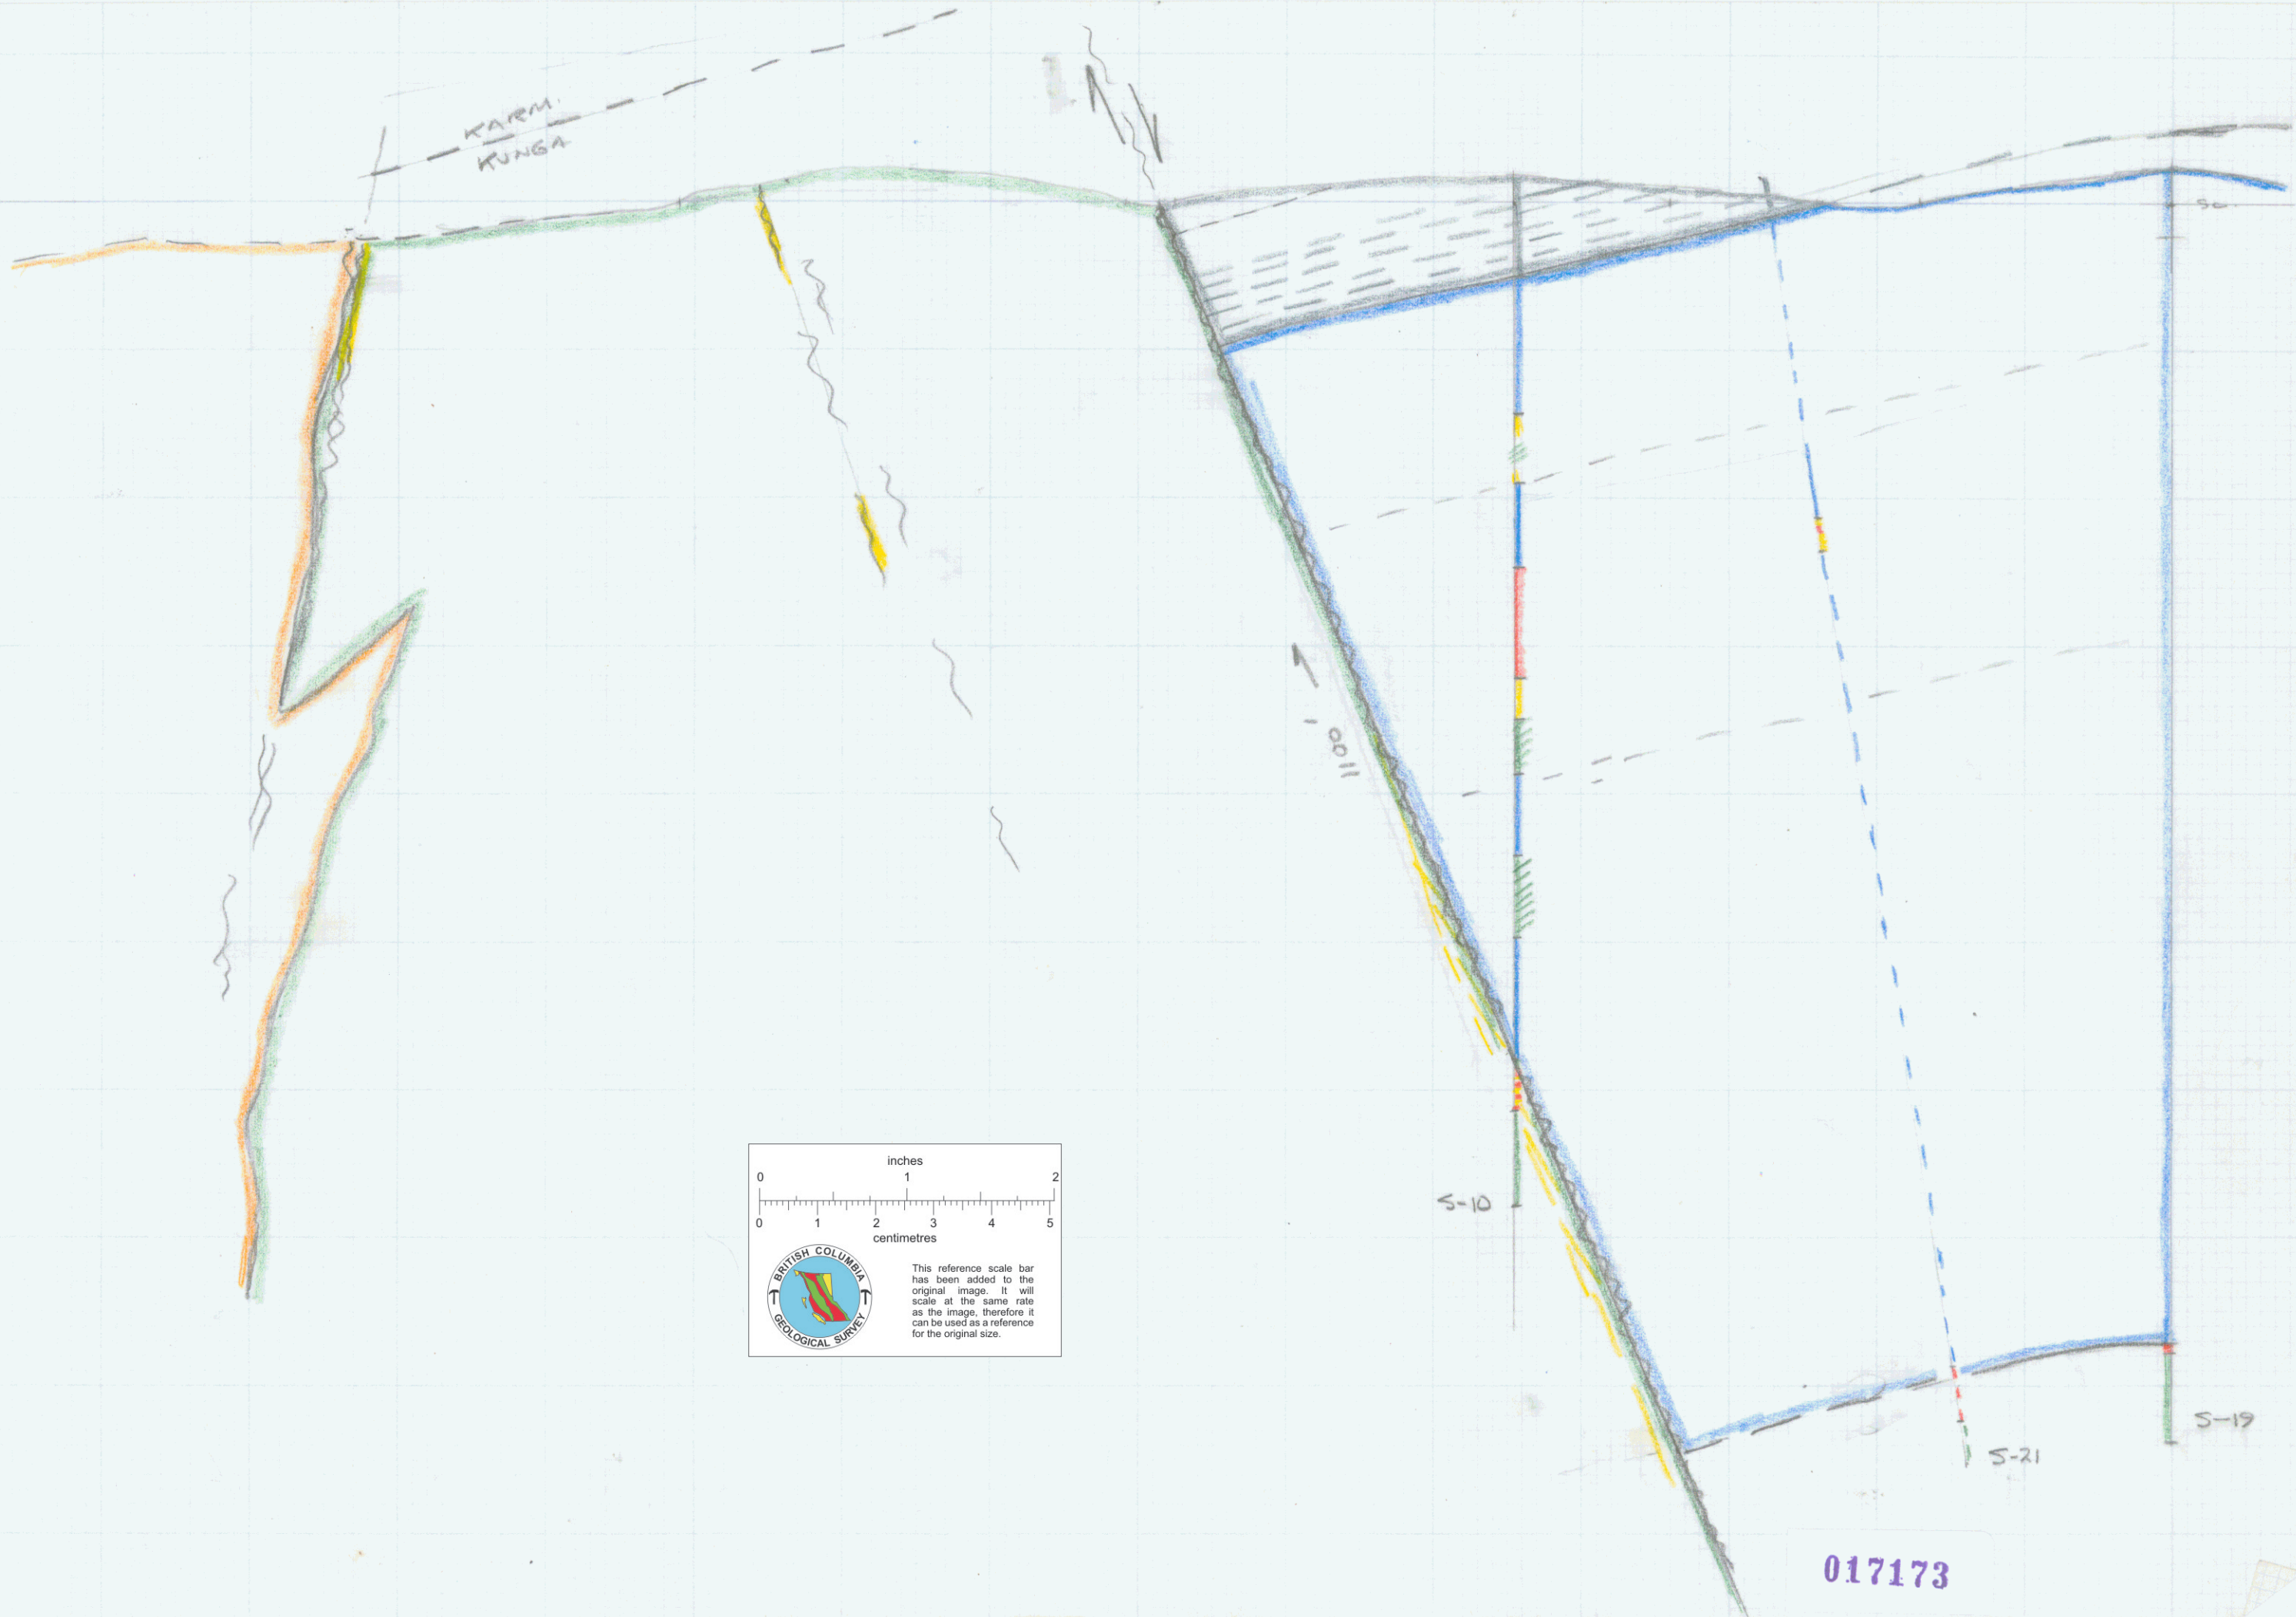 KARM.
KUNGA
1100
S-10
S-21
S-19
inches
0 1 2
0 1 2 3 4 5
centimetres
BRITISH COLUMBIA
GEOLOGICAL SURVEY
This reference scale bar
has been added to the
original image. It will
scale at the same rate
as the image, therefore it
can be used as a reference
for the original size.
017173